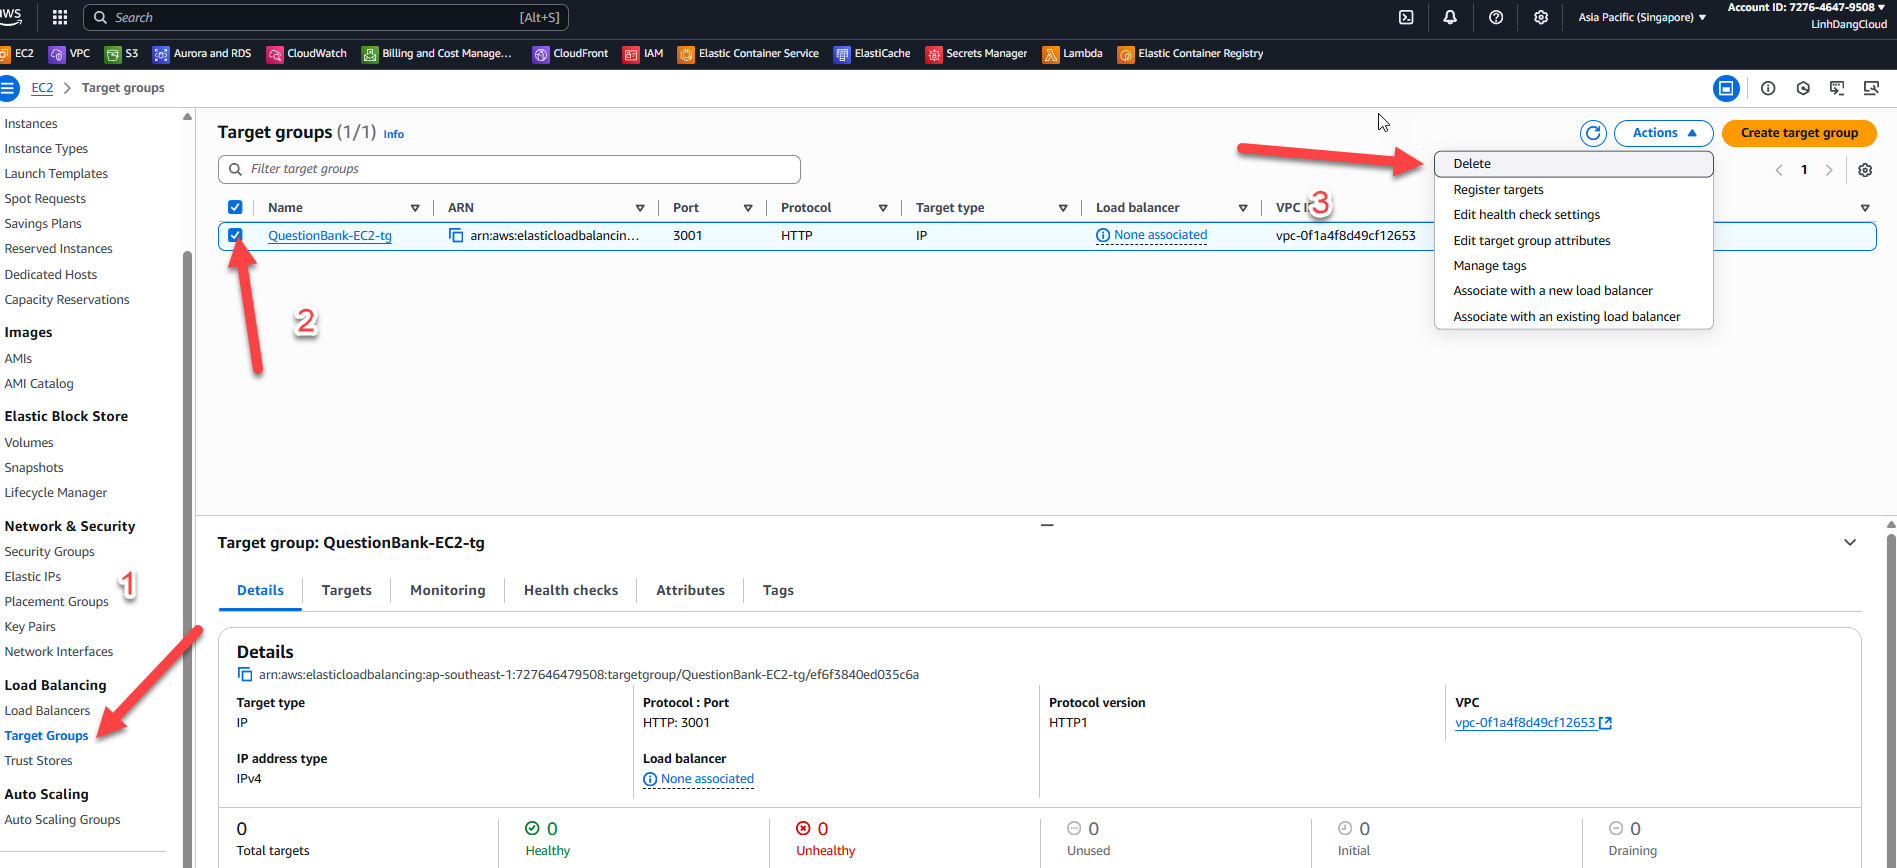 aws
Search
[Alt+S]
Asia Pacific (Singapore)
Account ID: 7276-4647-9508
LinhDangCloud
EC2
VPC
S3
Aurora and RDS
CloudWatch
Billing and Cost Manage...
CloudFront
IAM
Elastic Container Service
ElastiCache
Secrets Manager
Lambda
Elastic Container Registry
EC2 > Target groups
Instances
Instance Types
Launch Templates
Spot Requests
Savings Plans
Reserved Instances
Dedicated Hosts
Capacity Reservations
Images
AMIs
AMI Catalog
Elastic Block Store
Volumes
Snapshots
Lifecycle Manager
Network & Security
Security Groups
Elastic IPs
Placement Groups
Key Pairs
Network Interfaces
Load Balancing
Load Balancers
Target Groups
Trust Stores
Auto Scaling
Auto Scaling Groups
1
Target groups (1/1) Info
Actions
Create target group
Filter target groups
1
Name
ARN
Port
Protocol
Target type
Load balancer
VPC
QuestionBank-EC2-tg
arn:aws:elasticloadbalancin...
3001
HTTP
IP
None associated
vpc-0f1a4f8d49cf12653
2
3
Delete
Register targets
Edit health check settings
Edit target group attributes
Manage tags
Associate with a new load balancer
Associate with an existing load balancer
Target group: QuestionBank-EC2-tg
Details
Targets
Monitoring
Health checks
Attributes
Tags
Details
arn:aws:elasticloadbalancing:ap-southeast-1:727646479508:targetgroup/QuestionBank-EC2-tg/ef6f3840ed035c6a
Target type
IP
Protocol : Port
HTTP: 3001
Protocol version
HTTP1
VPC
vpc-0f1a4f8d49cf12653
IP address type
IPv4
Load balancer
None associated
0
Total targets
0
Healthy
0
Unhealthy
0
Unused
0
Initial
0
Draining